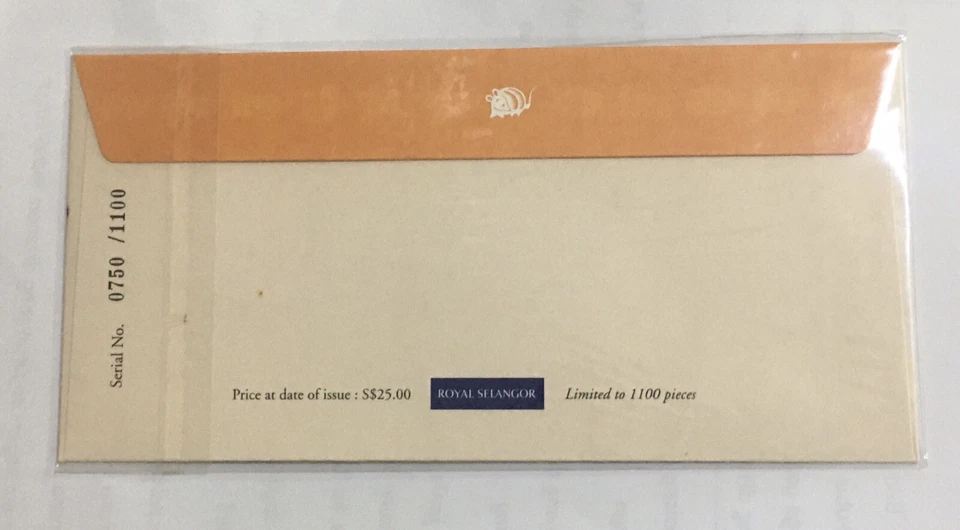 Serial No. 0750 /1100
Price at date of issue : S$25.00 ROYAL SELANGOR Limited to 1100 pieces